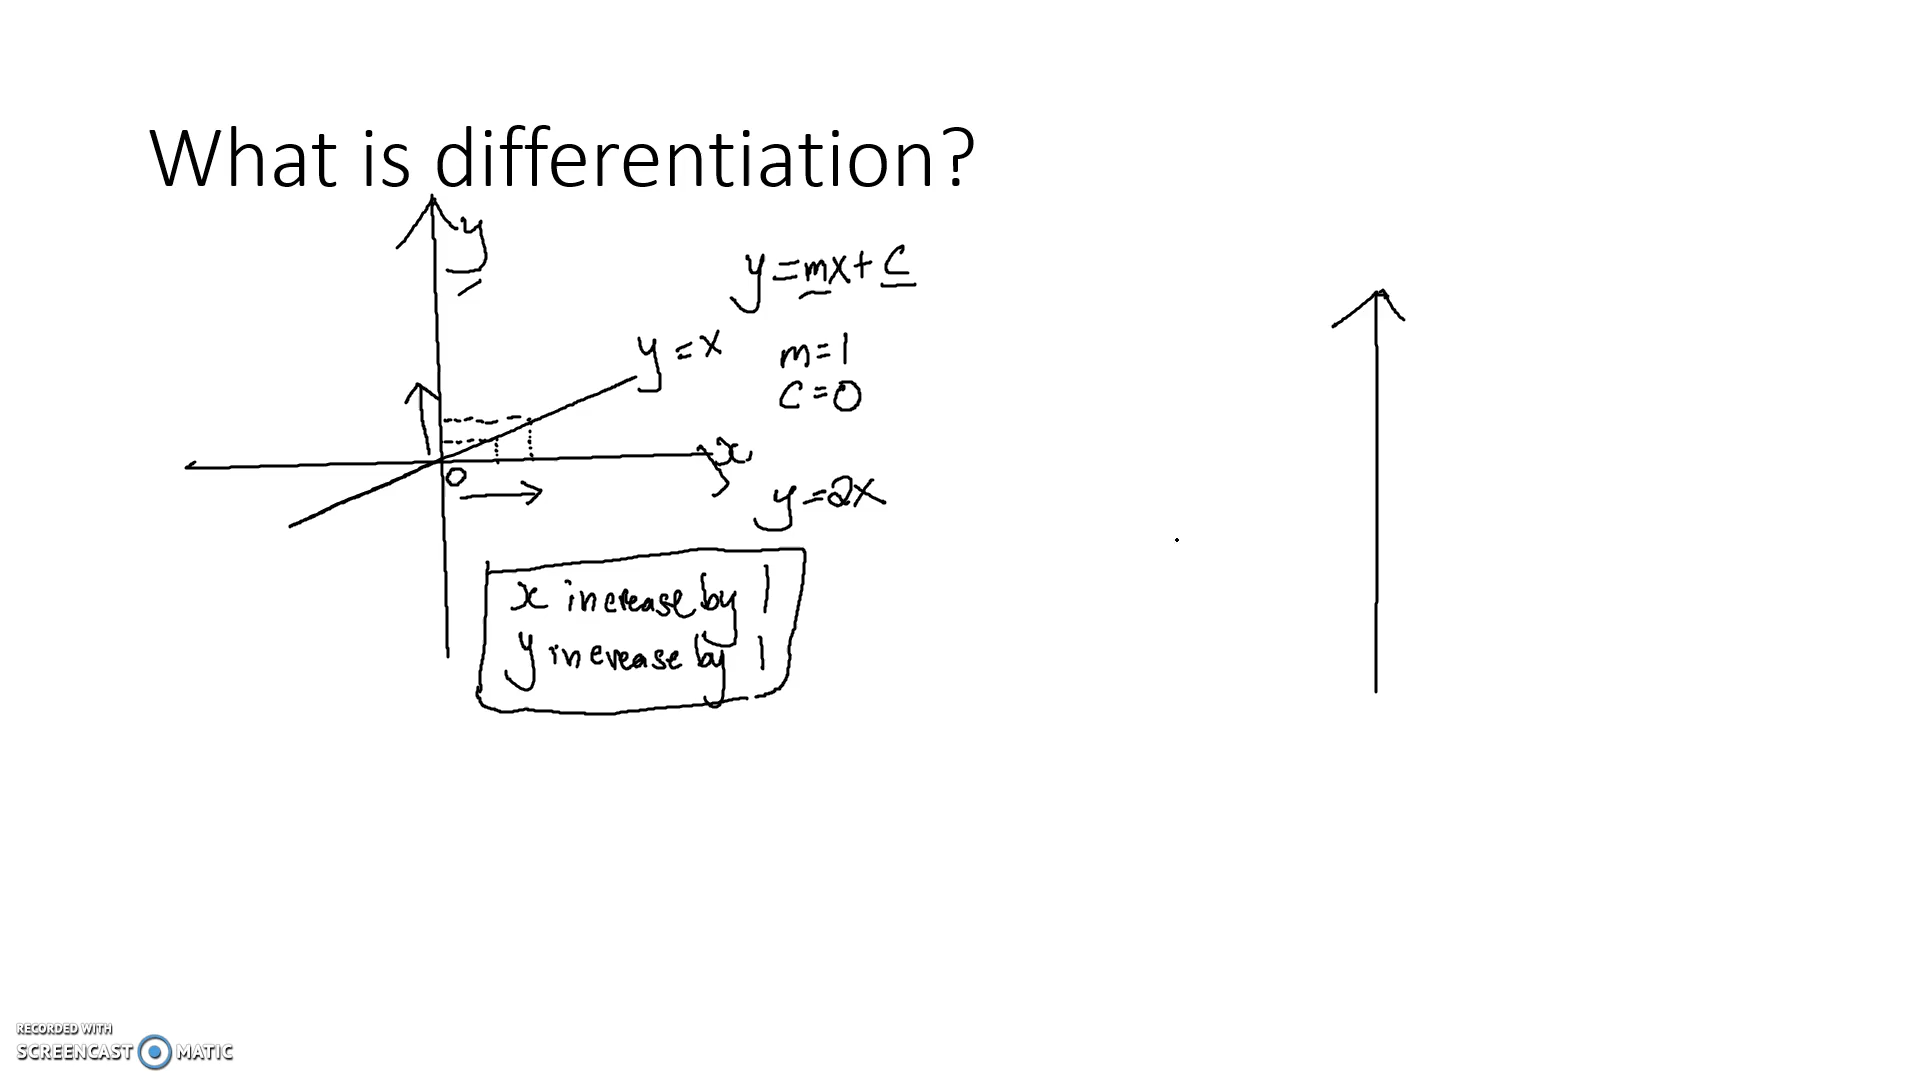 What is differentiation?
y
y = mx + c
y = x
m = 1
c = 0
x
0
y = 2x
x increase by 1
y increase by 1
RECORDED WITH
SCREENCAST MATIC